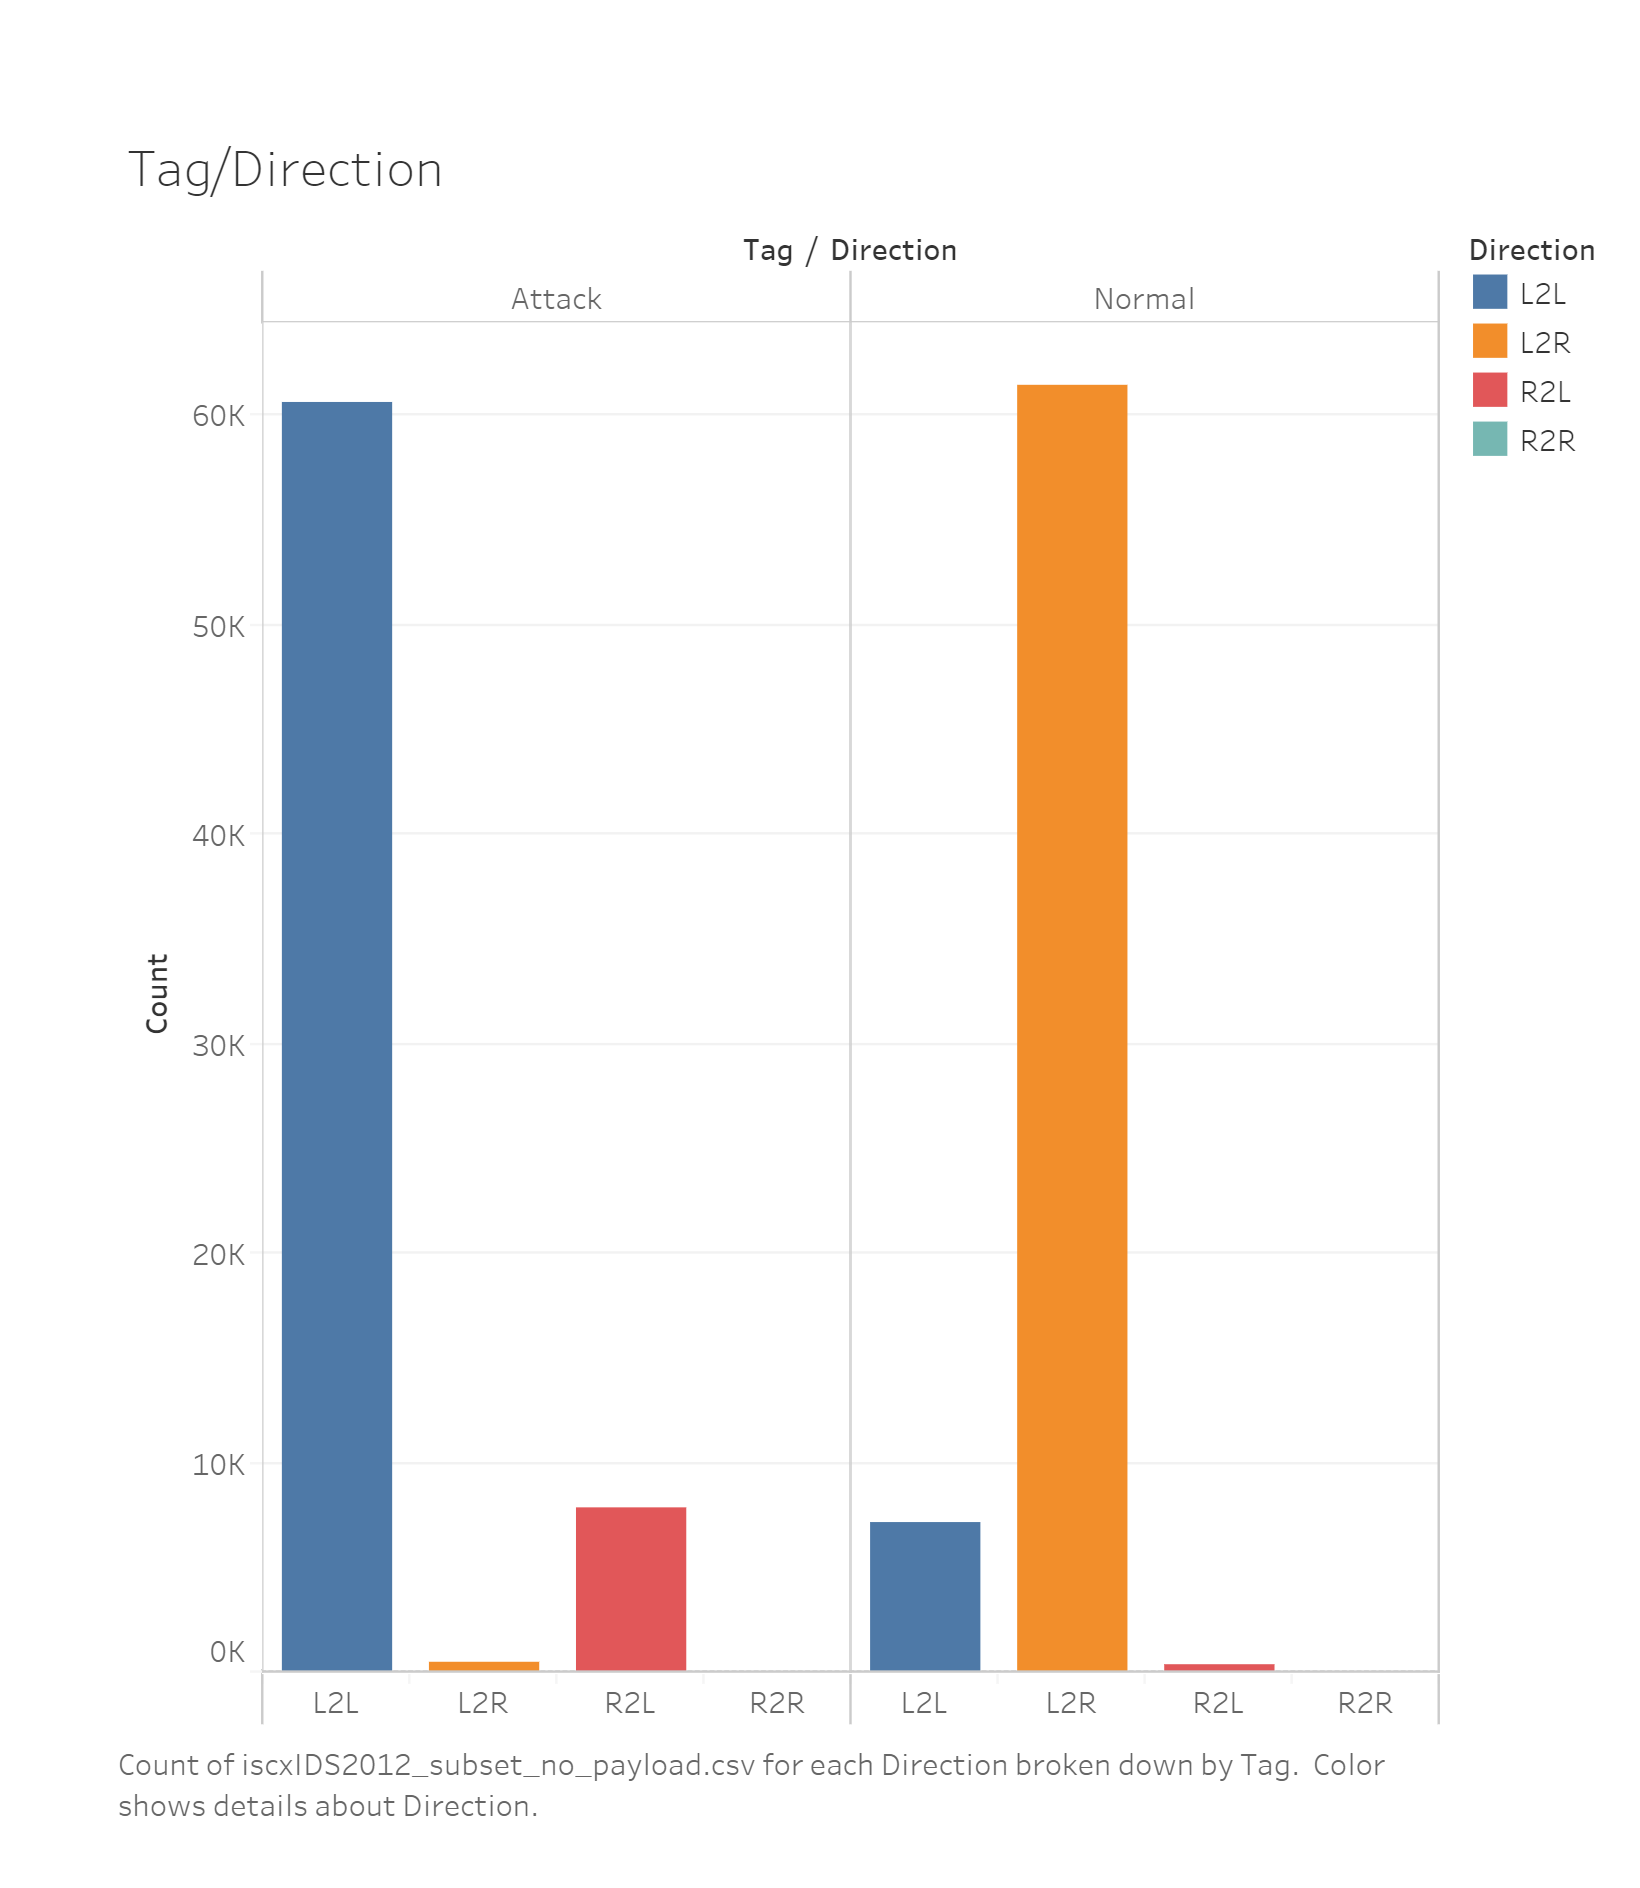 Tag/Direction
Tag / Direction
Attack
Normal
Direction
L2L
L2R
R2L
R2R
60K
50K
40K
30K
20K
10K
0K
Count
L2L L2R R2L R2R L2L L2R R2L R2R
Count of iscxIDS2012_subset_no_payload.csv for each Direction broken down by Tag.  Color
shows details about Direction.